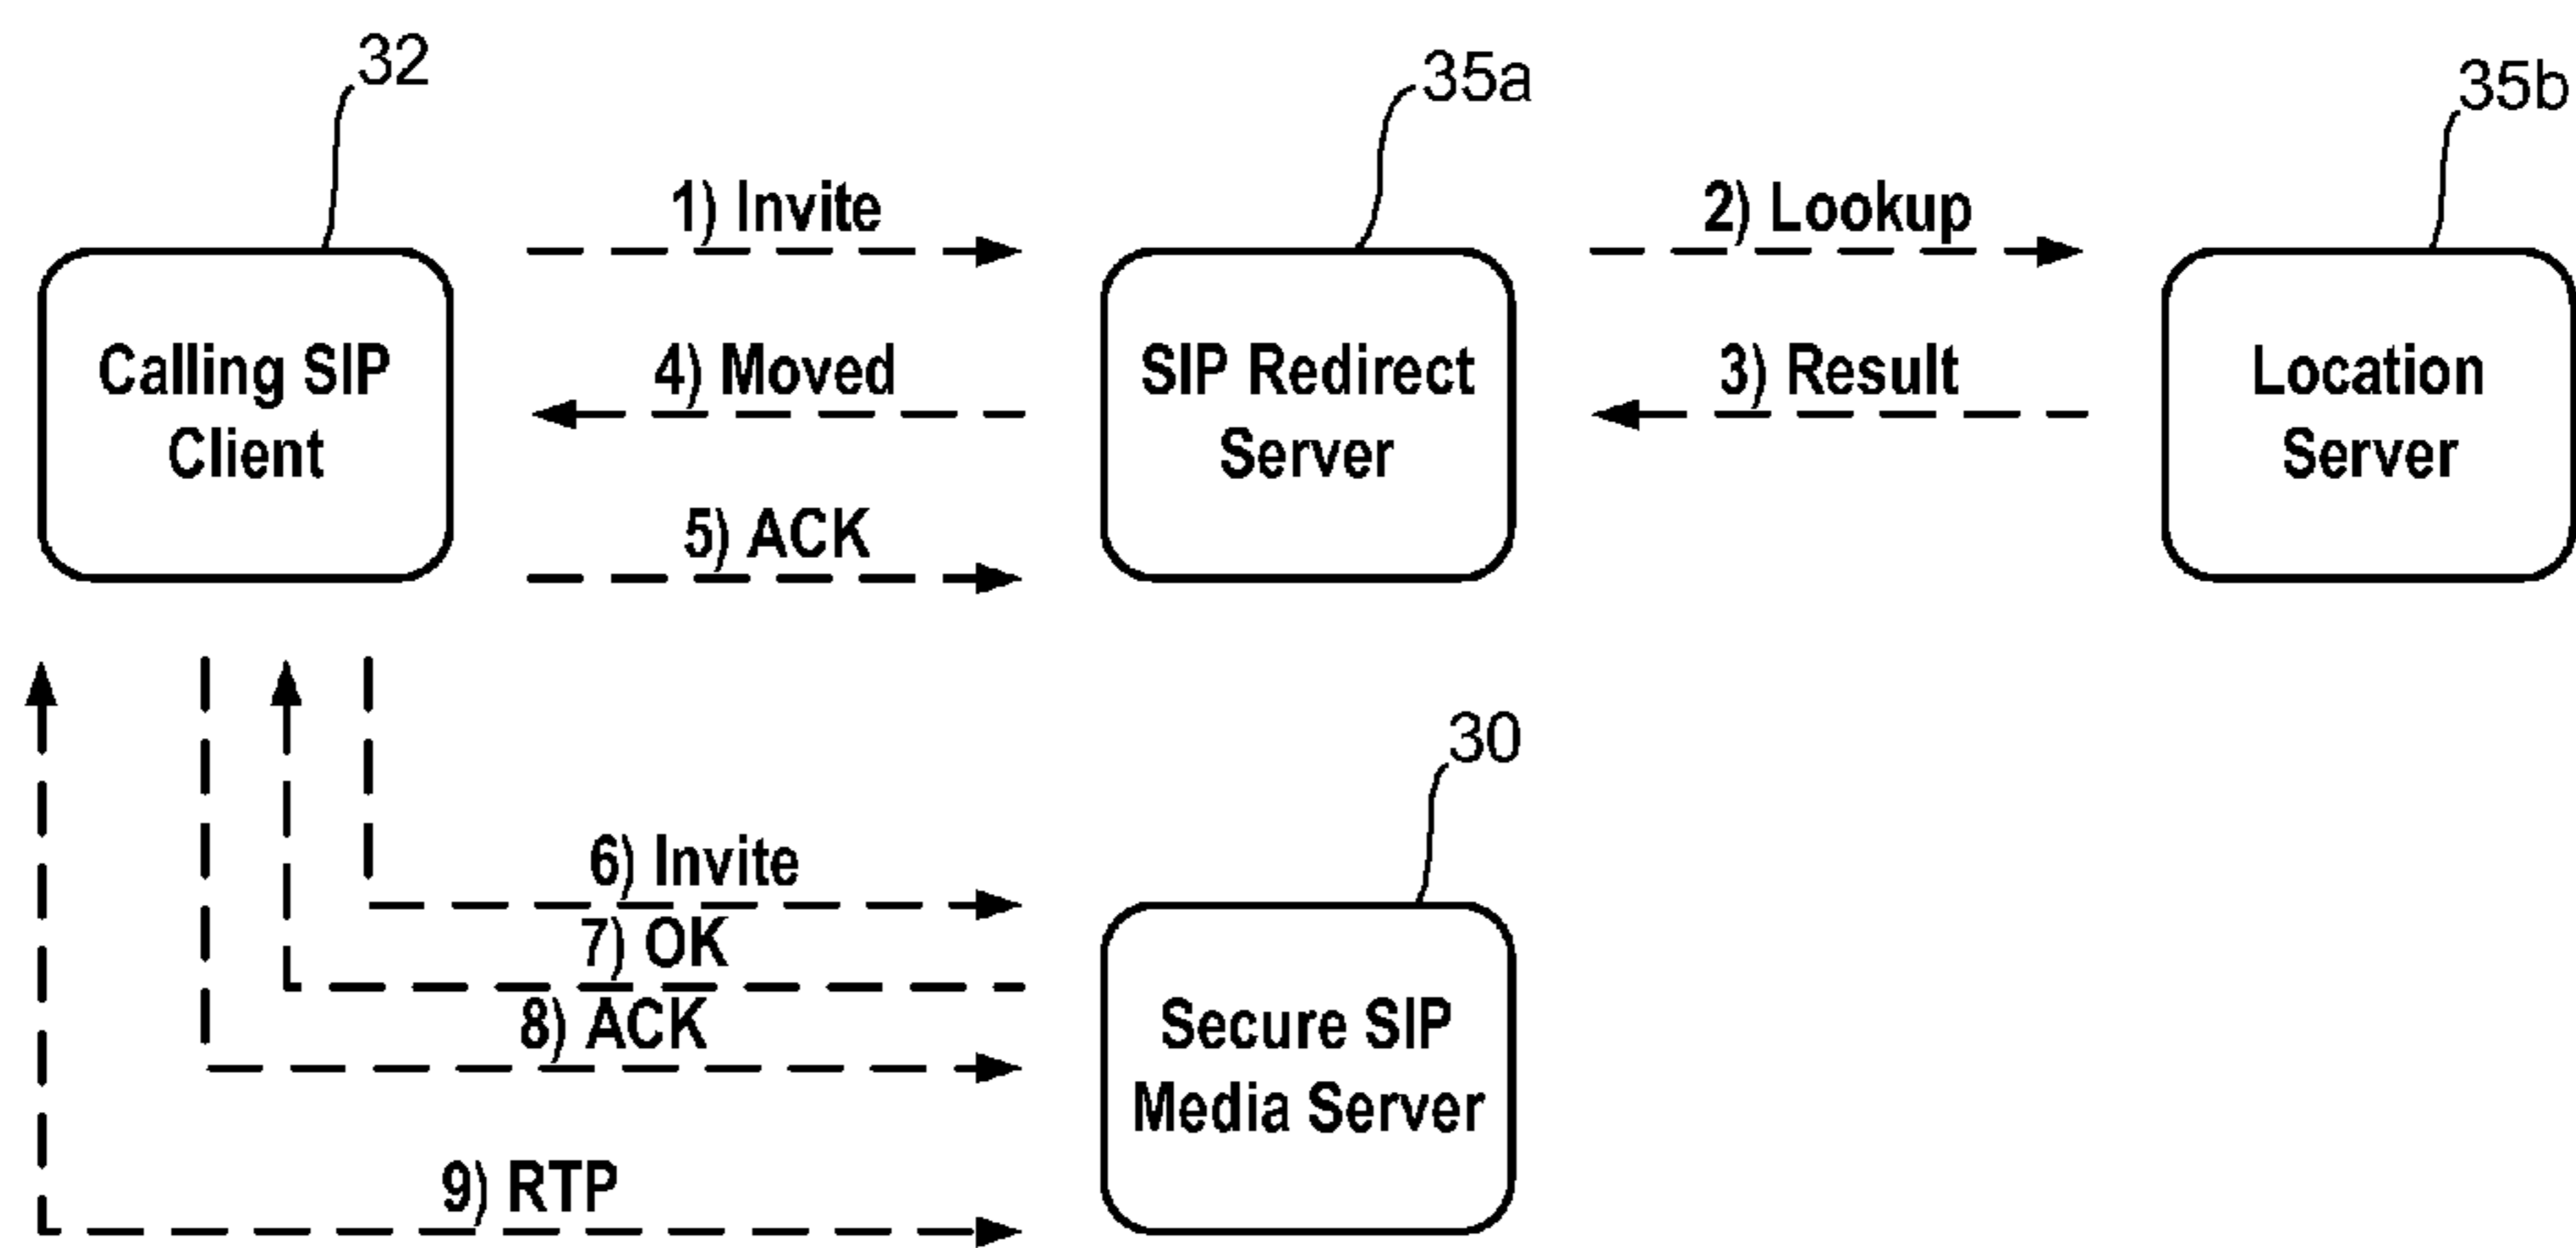 32
35a
35b
1) Invite
2) Lookup
Calling SIP
Client
4) Moved
SIP Redirect
Server
3) Result
Location
Server
5) ACK
30
6) Invite
7) OK
8) ACK
Secure SIP
Media Server
9) RTP